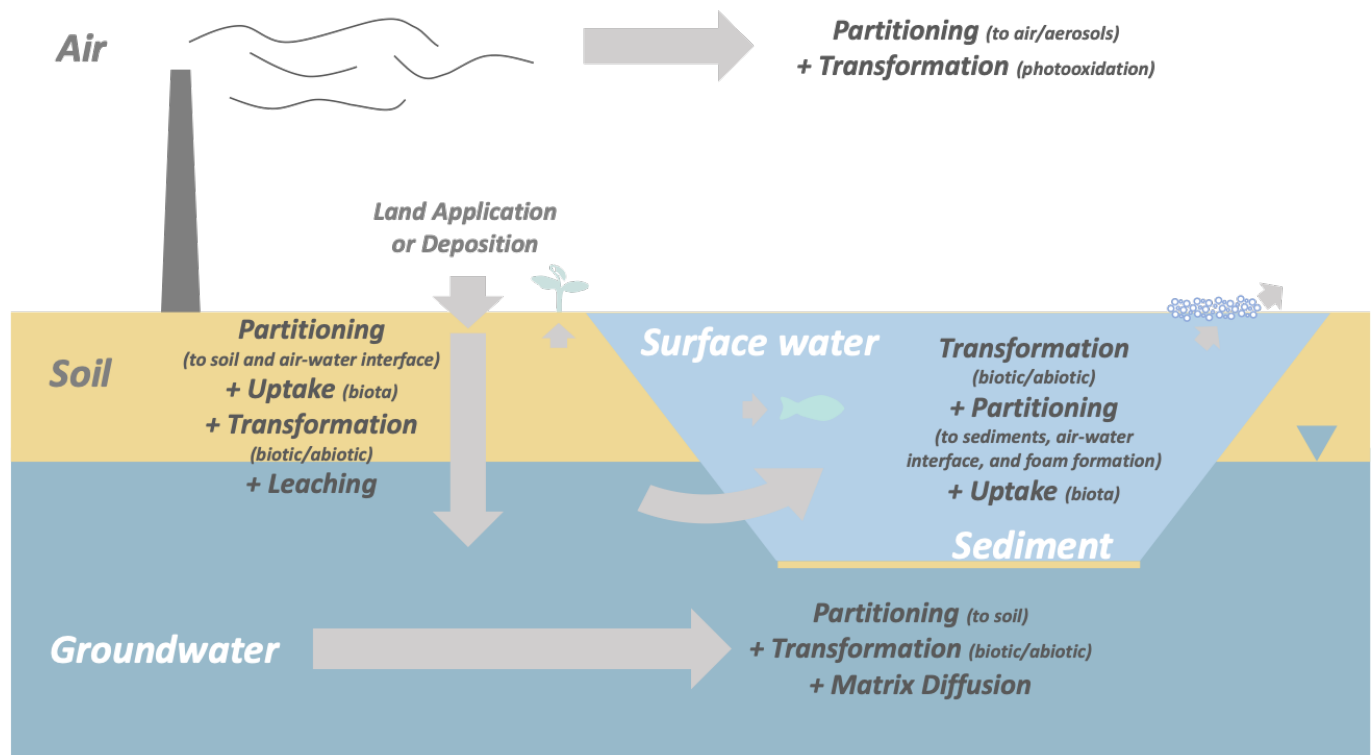 Air
Partitioning (to air/aerosols)
+ Transformation (photooxidation)
Land Application
or Deposition
Soil
Partitioning
(to soil and air-water interface)
+ Uptake (biota)
+ Transformation
(biotic/abiotic)
+ Leaching
Surface water
Transformation
(biotic/abiotic)
+ Partitioning
(to sediments, air-water
interface, and foam formation)
+ Uptake (biota)
Sediment
Groundwater
Partitioning (to soil)
+ Transformation (biotic/abiotic)
+ Matrix Diffusion